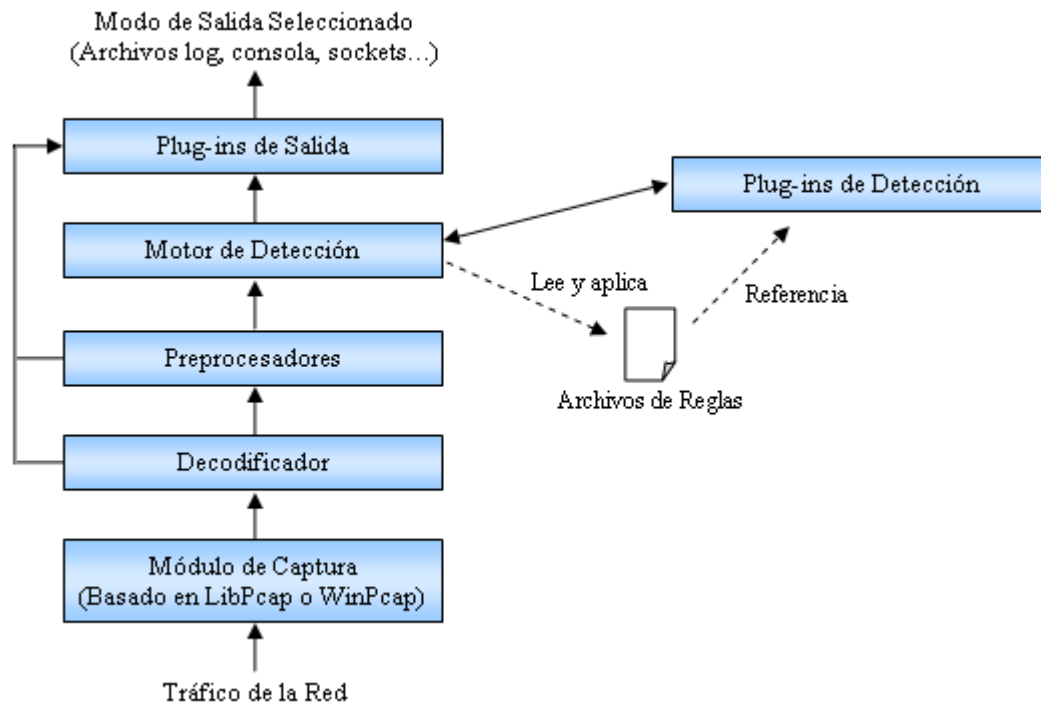 Modo de Salida Seleccionado
(Archivos log, consola, sockets...)
Plug-ins de Salida
Plug-ins de Detección
Motor de Detección
Lee y aplica
Referencia
Preprocesadores
Archivos de Reglas
Decodificador
Módulo de Captura
(Basado en LibPcap o WinPcap)
Tráfico de la Red